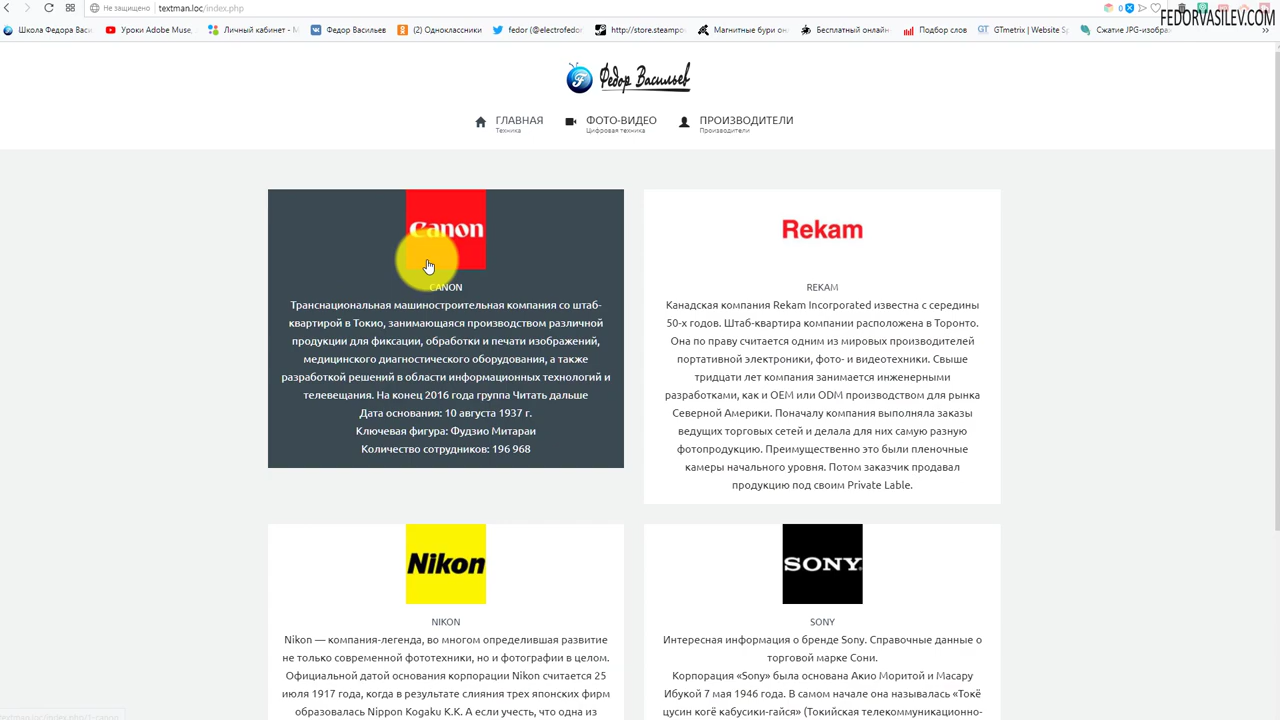 Не защищено textman.loc/index.php
0
FEDORVASILEV.COM
Школа Федора Васи
Уроки Adobe Muse,
Личный кабинет - М
Федор Васильев
(2) Одноклассники
fedor (@electrofedor
http://store.steampo
Магнитные бури он
Бесплатный онлайн
Подбор слов
GTmetrix | Website Sp
Сжатие JPG-изобра
Федор Васильев
ГЛАВНАЯ
Техника
ФОТО-ВИДЕО
Цифровая техника
ПРОИЗВОДИТЕЛИ
Производители
Canon
CANON
Транснациональная машиностроительная компания со штаб-
квартирой в Токио, занимающаяся производством различной
продукции для фиксации, обработки и печати изображений,
медицинского диагностического оборудования, а также
разработкой решений в области информационных технологий и
телевещания. На конец 2016 года группа Читать дальше
Дата основания: 10 августа 1937 г.
Ключевая фигура: Фудзио Митараи
Количество сотрудников: 196 968
Rekam
REKAM
Канадская компания Rekam Incorporated известна с середины
50-х годов. Штаб-квартира компании расположена в Торонто.
Она по праву считается одним из мировых производителей
портативной электроники, фото- и видеотехники. Свыше
тридцати лет компания занимается инженерными
разработками, как и OEM или ODM производством для рынка
Северной Америки. Поначалу компания выполняла заказы
ведущих торговых сетей и делала для них самую разную
фотопродукцию. Преимущественно это были пленочные
камеры начального уровня. Потом заказчик продавал
продукцию под своим Private Lable.
Nikon
NIKON
Nikon — компания-легенда, во многом определившая развитие
не только современной фототехники, но и фотографии в целом.
Официальной датой основания корпорации Nikon считается 25
июля 1917 года, когда в результате слияния трех японских фирм
образовалась Nippon Kogaku K.K. А если учесть, что одна из
SONY
SONY
Интересная информация о бренде Sony. Справочные данные о
торговой марке Сони.
Корпорация «Sony» была основана Акио Моритой и Масару
Ибукой 7 мая 1946 года. В самом начале она называлась «Токё
цусин когё кабусики-гайся» (Токийская телекоммуникационно-
textman.loc/index.php/1-canon